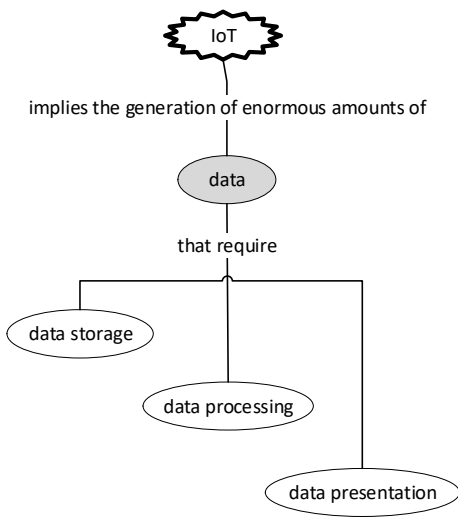 IoT
implies the generation of enormous amounts of
data
that require
data storage
data processing
data presentation